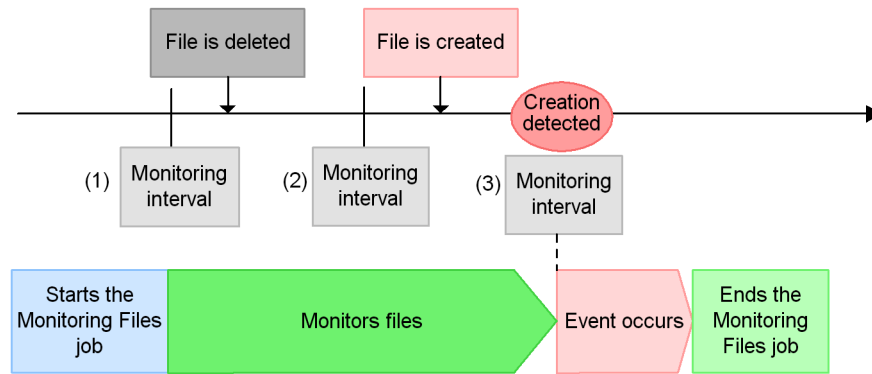 File is deleted
File is created
Creation
detected
(1)
Monitoring
interval
(2)
Monitoring
interval
(3)
Monitoring
interval
Starts the
Monitoring Files
job
Monitors files
Event occurs
Ends the
Monitoring
Files job